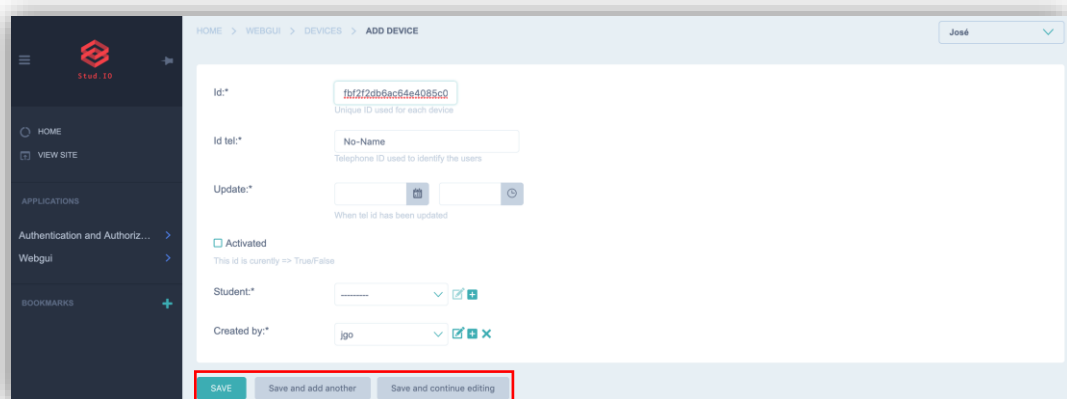 HOME > WEBGUI > DEVICES > ADD DEVICE
José
Stud.IO
HOME
VIEW SITE
APPLICATIONS
Authentication and Authoriz... >
Webgui >
BOOKMARKS +
Id:*
fbf2f2db6ac64e4085c0
Unique ID used for each device
Id tel:*
No-Name
Telephone ID used to identify the users
Update:*
When tel id has been updated
Activated
This id is curently => True/False
Student:*
---------
Created by:*
jgo
SAVE
Save and add another
Save and continue editing